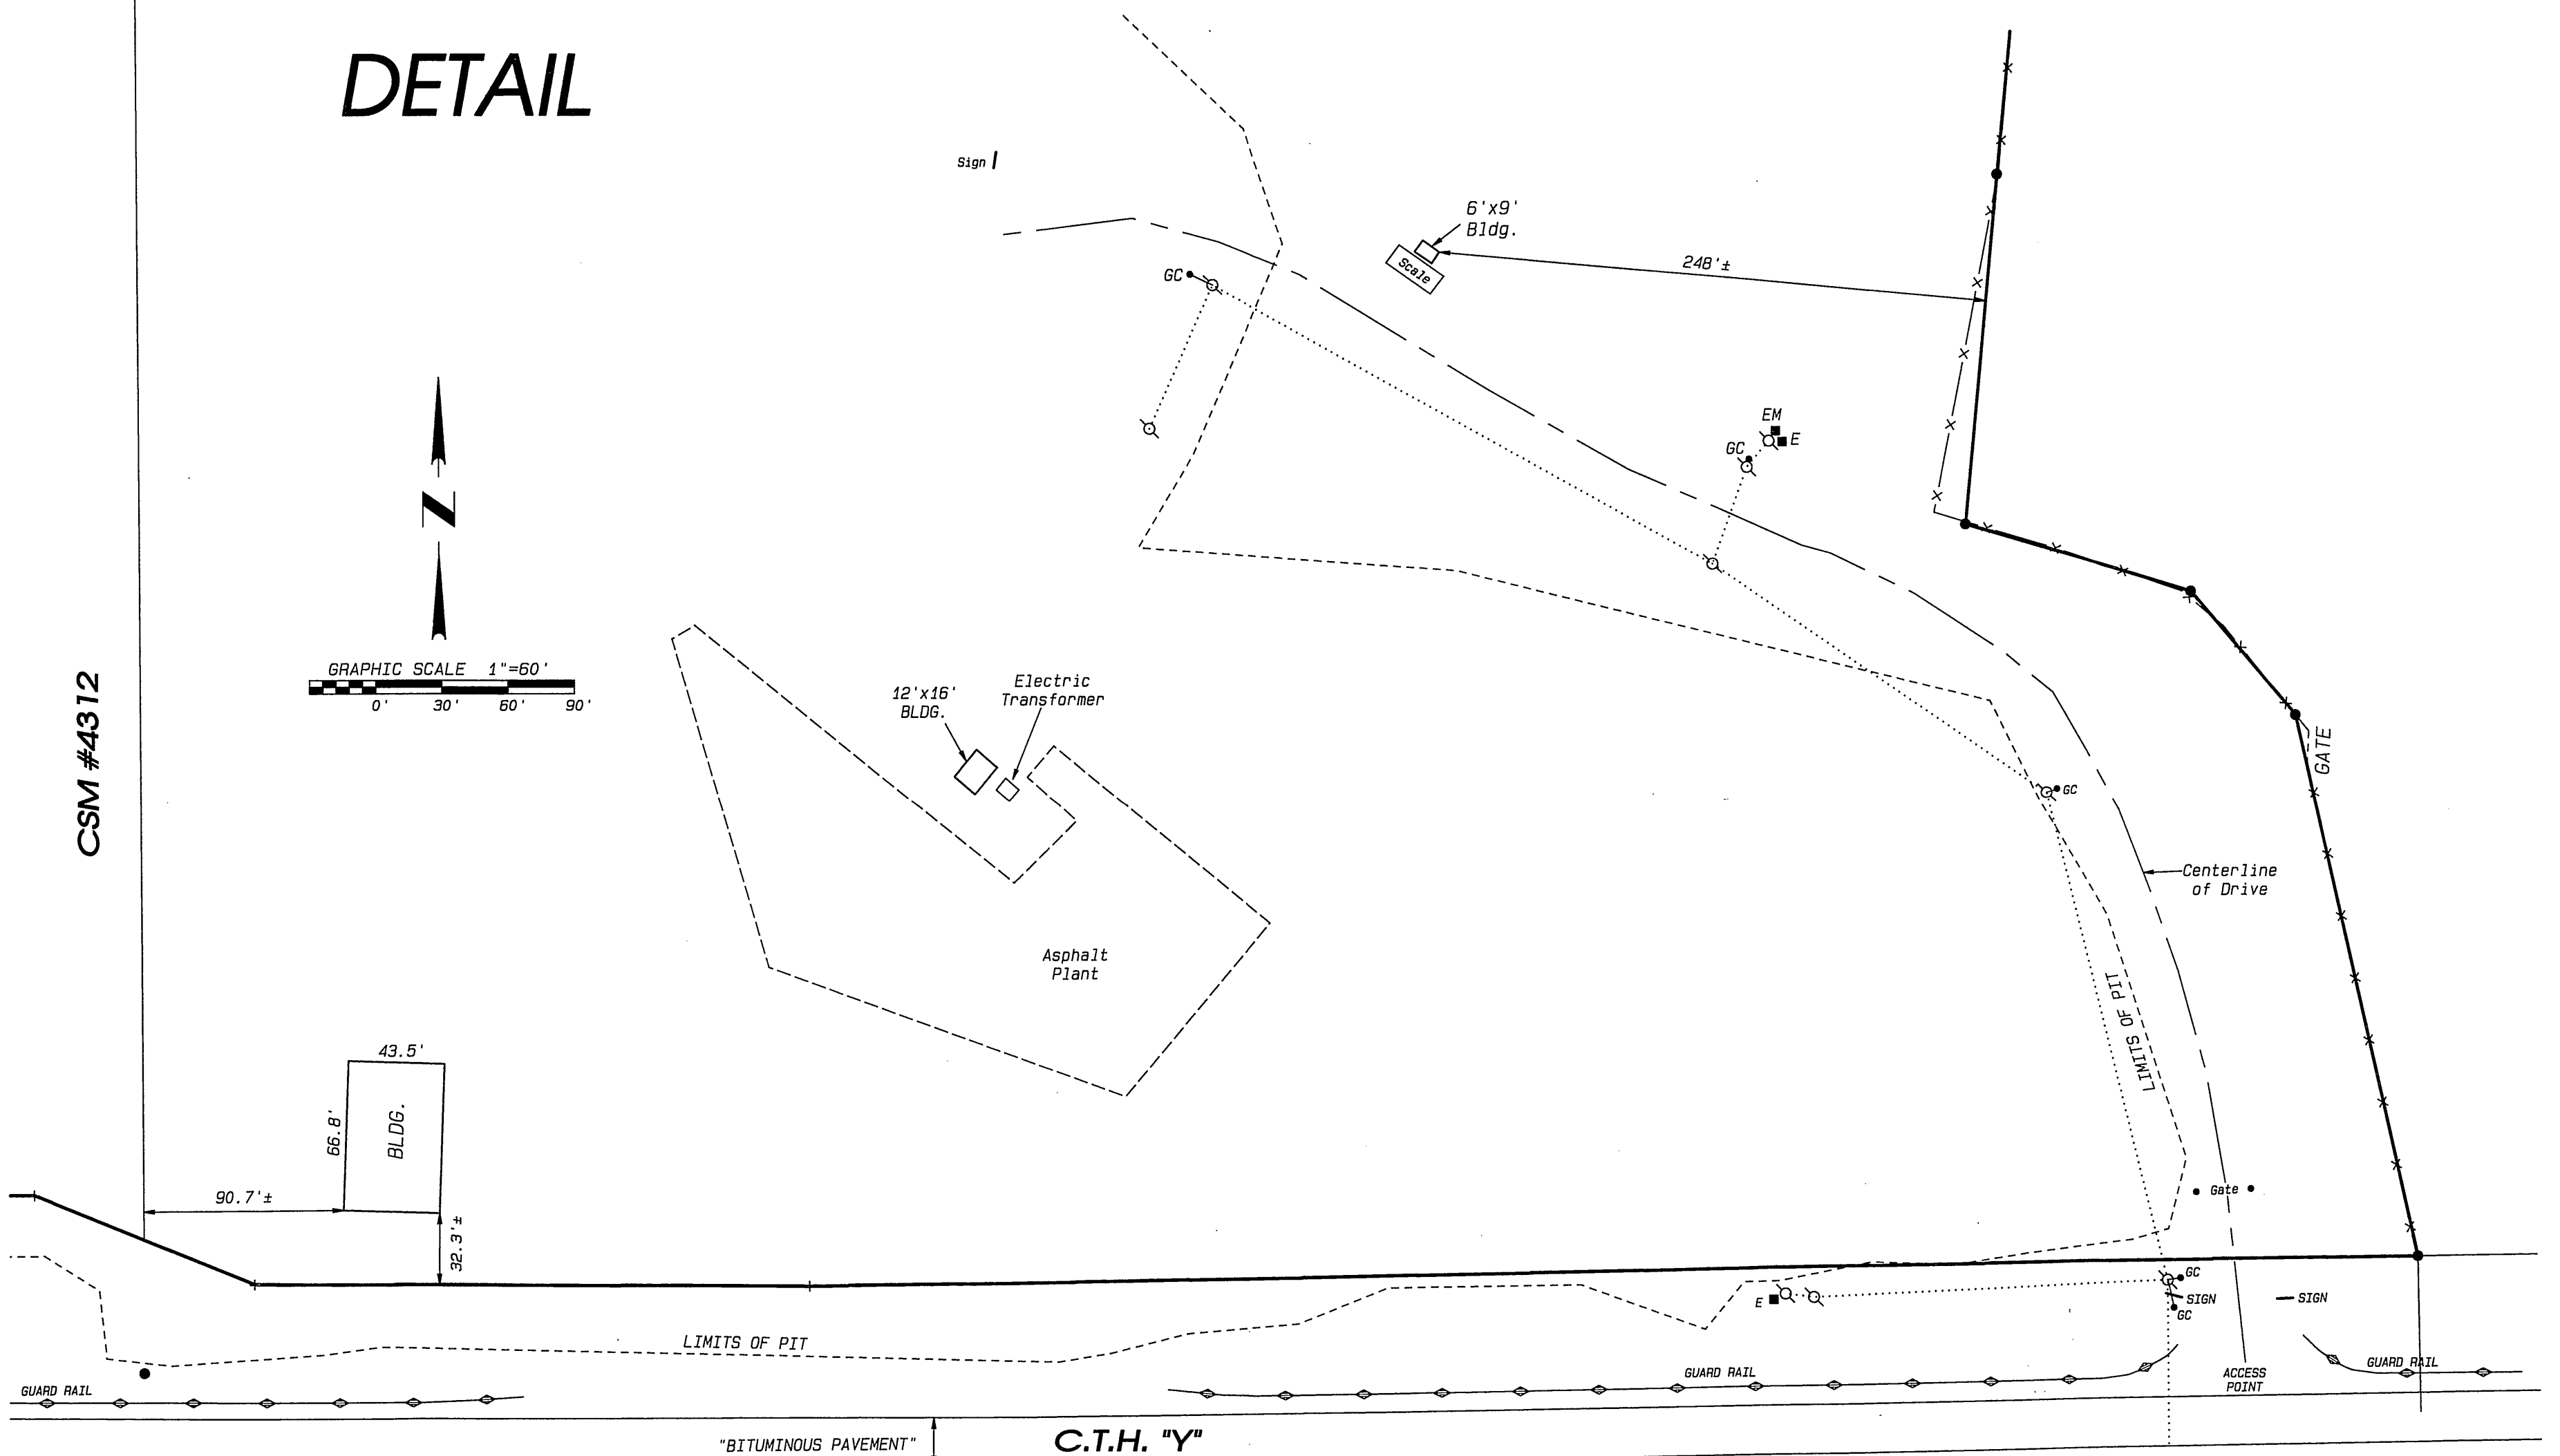 DETAIL
Sign
6'x9'
Bldg.
Scale
248'±
GC
EM
E
GC
N
GRAPHIC SCALE 1"=60'
0' 30' 60' 90'
CSM #4312
12'x16'
BLDG.
Electric
Transformer
GATE
GC
Centerline
of Drive
Asphalt
Plant
LIMITS OF PIT
43.5'
66.8'
BLDG.
90.7'±
32.3'±
Gate
GC
E
SIGN
SIGN
GC
LIMITS OF PIT
GUARD RAIL
GUARD RAIL
GUARD RAIL
ACCESS
POINT
"BITUMINOUS PAVEMENT"
C.T.H. "Y"